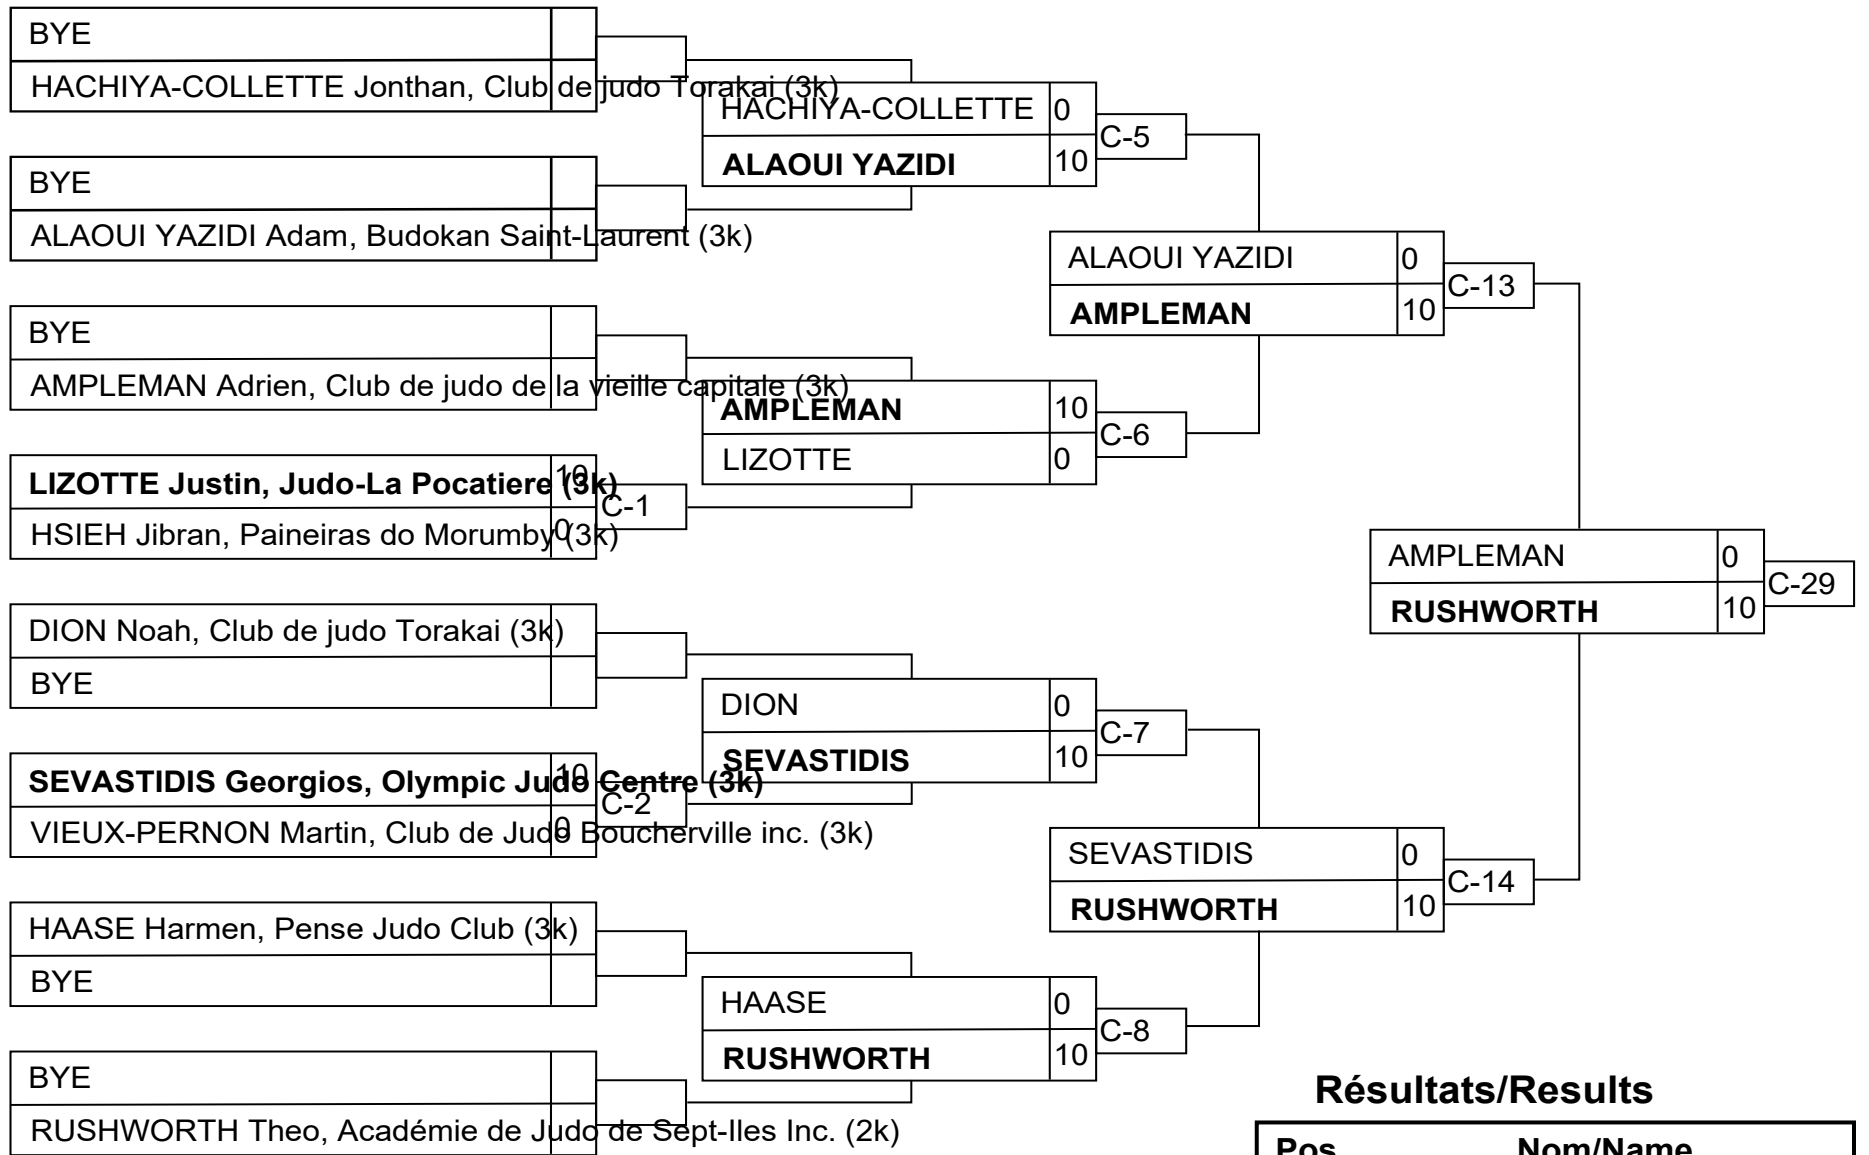 BYE
HACHIYA-COLLETTE Jonthan, Club de judo Torakai (3k)
BYE
ALAOUI YAZIDI Adam, Budokan Saint-Laurent (3k)
BYE
AMPLEMAN Adrien, Club de judo de la vieille capitale (3k)
LIZOTTE Justin, Judo-La Pocatiere (3k) 10
HSIEH Jibran, Paineiras do Morumby (3k) 0
C-1
DION Noah, Club de judo Torakai (3k)
BYE
SEVASTIDIS Georgios, Olympic Judo Centre (3k) 10
VIEUX-PERNON Martin, Club de Judo Boucherville inc. (3k) 0
C-2
HAASE Harmen, Pense Judo Club (3k)
BYE
BYE
RUSHWORTH Theo, Académie de Judo de Sept-Iles Inc. (2k)
HACHIYA-COLLETTE 0
ALAOUI YAZIDI 10
C-5
AMPLEMAN 10
LIZOTTE 0
C-6
DION 0
SEVASTIDIS 10
C-7
HAASE 0
RUSHWORTH 10
C-8
ALAOUI YAZIDI 0
AMPLEMAN 10
C-13
SEVASTIDIS 0
RUSHWORTH 10
C-14
AMPLEMAN 0
RUSHWORTH 10
C-29
Résultats/Results
Pos Nom/Name